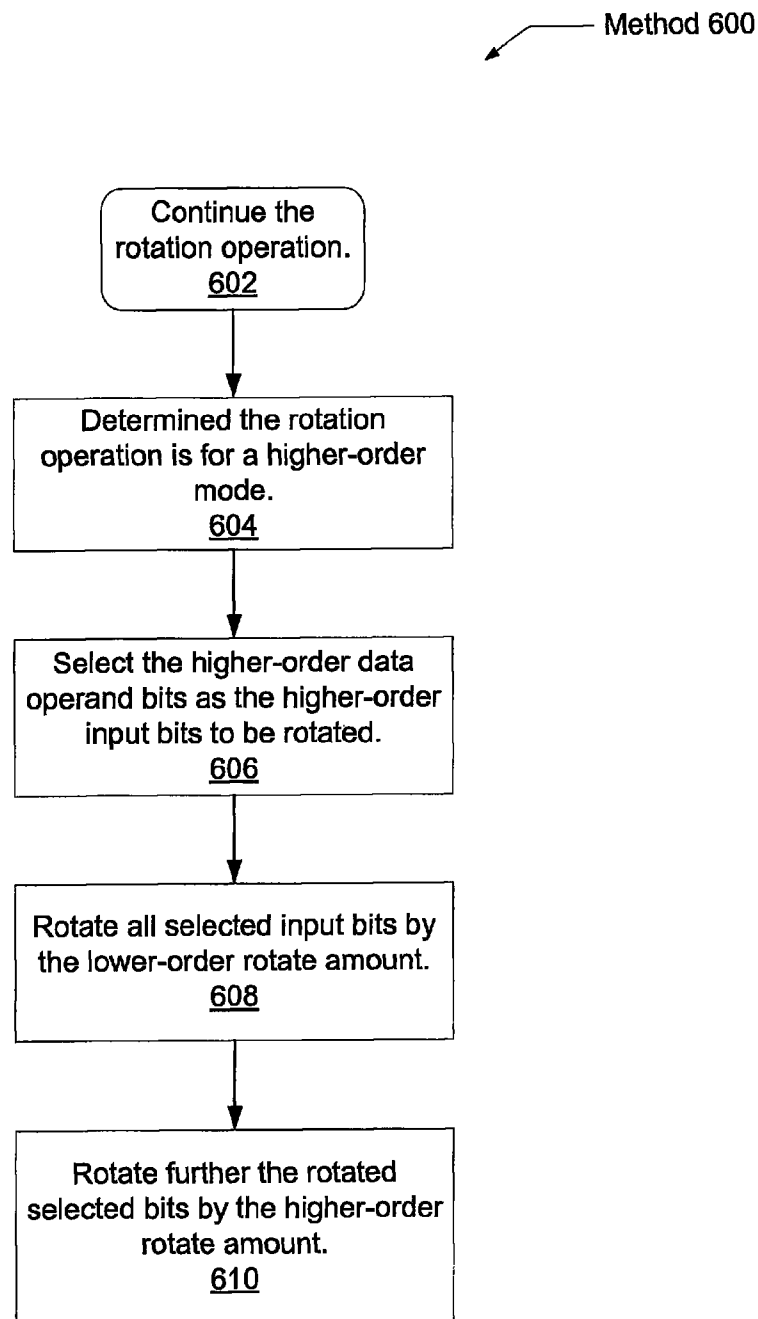 Method 600
Continue the
rotation operation.
602
Determined the rotation
operation is for a higher-order
mode.
604
Select the higher-order data
operand bits as the higher-order
input bits to be rotated.
606
Rotate all selected input bits by
the lower-order rotate amount.
608
Rotate further the rotated
selected bits by the higher-order
rotate amount.
610